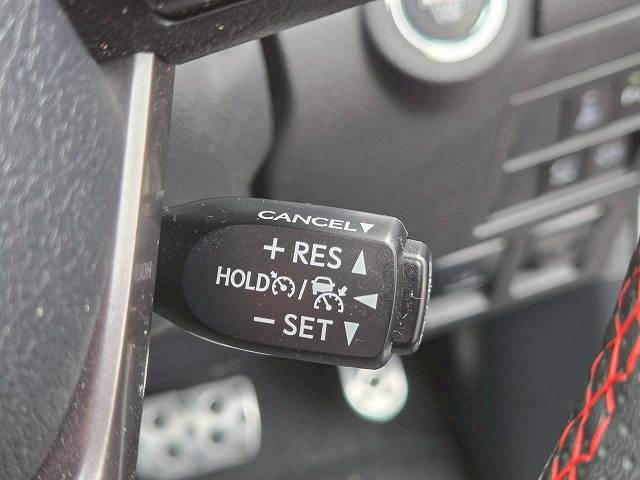 CANCEL▼
+ RES ▲
HOLD / ◀
− SET ▼